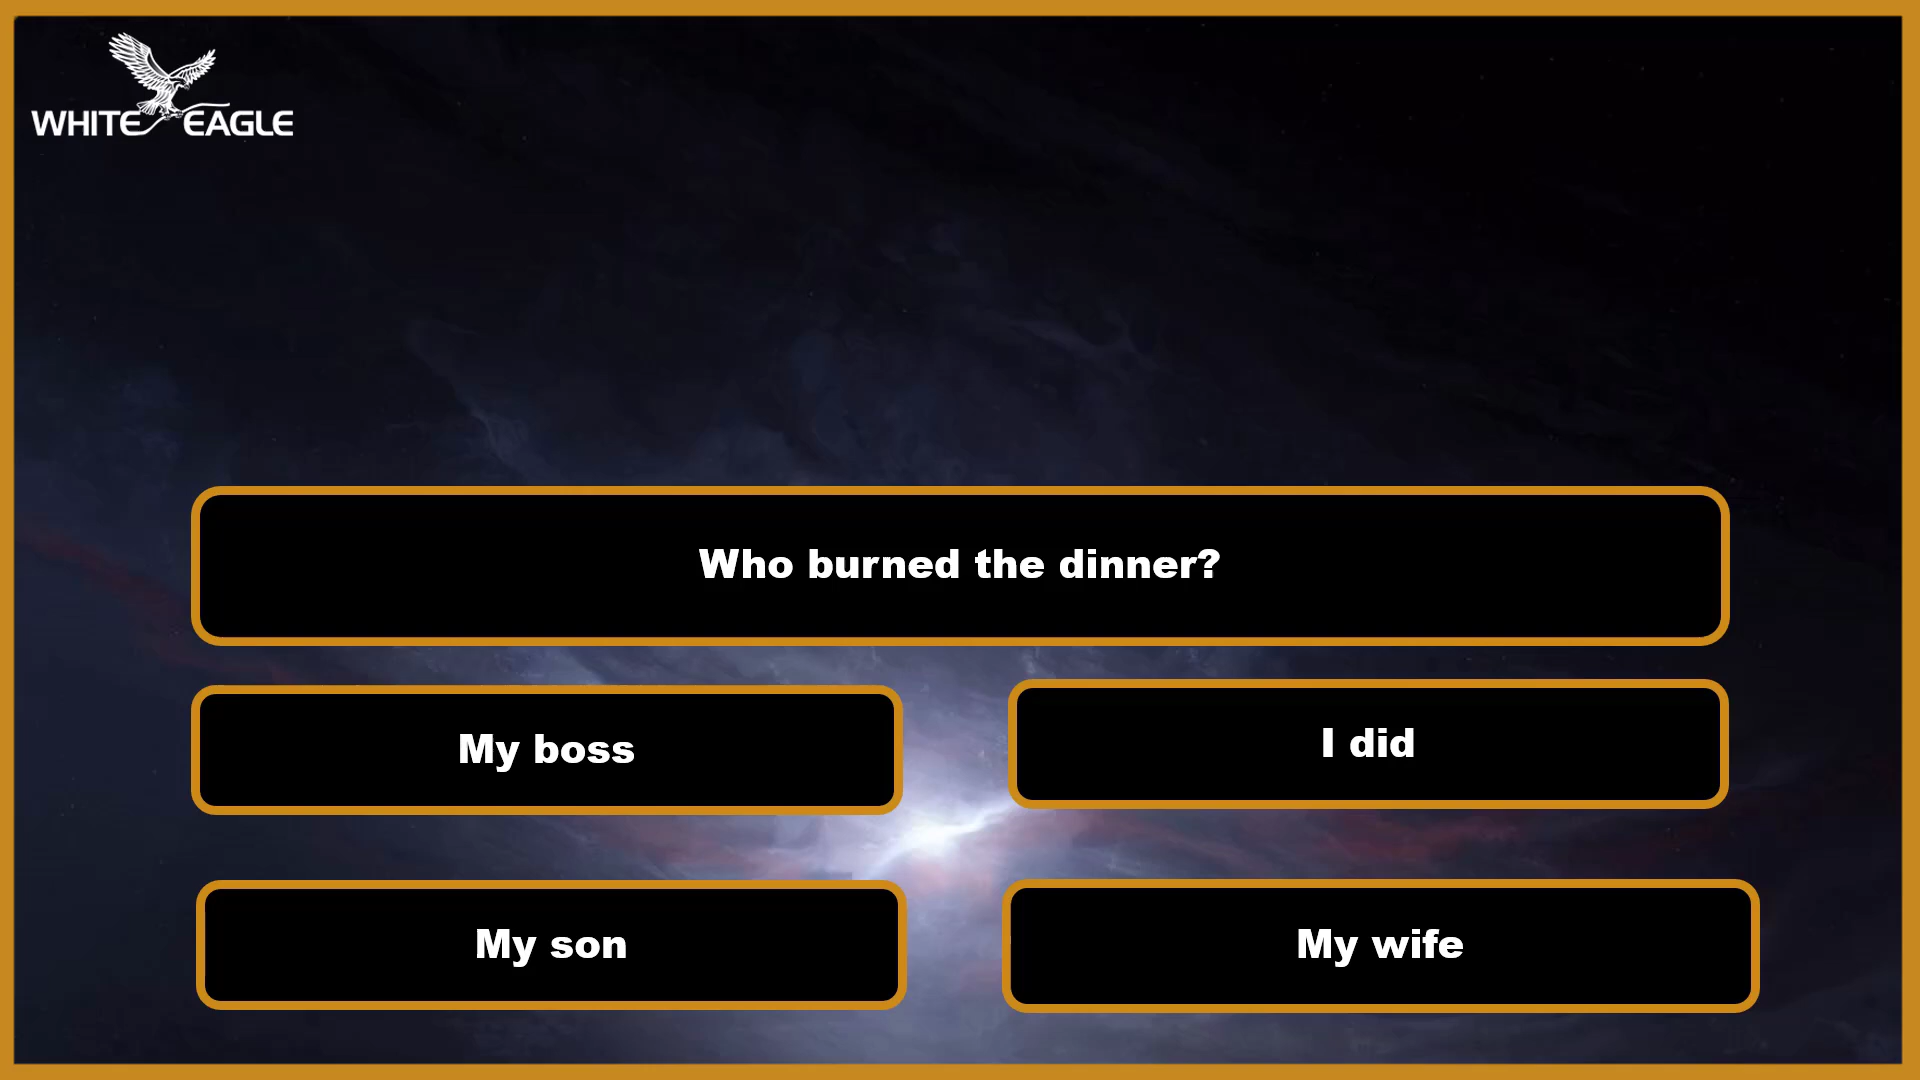 WHITE EAGLE
Who burned the dinner?
My boss
I did
My son
My wife